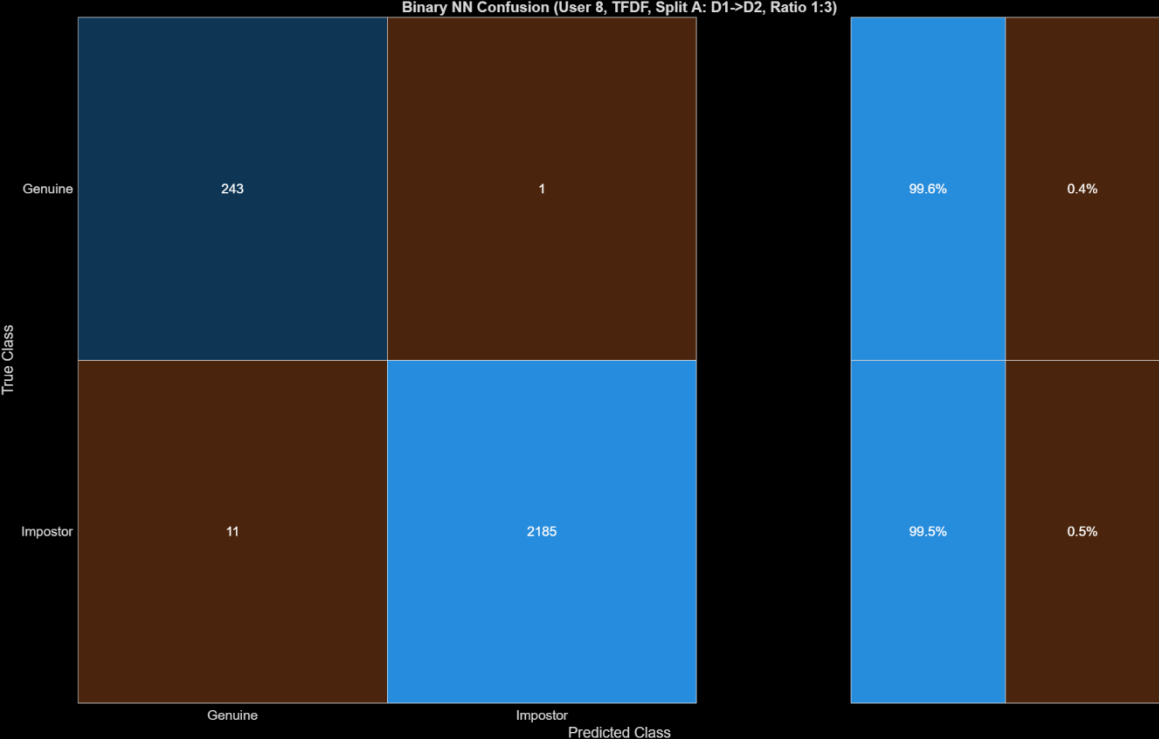 Binary NN Confusion (User 8, TFDF, Split A: D1->D2, Ratio 1:3)
True Class
Genuine 243 1 99.6% 0.4%
Impostor 11 2185 99.5% 0.5%
Genuine Impostor
Predicted Class